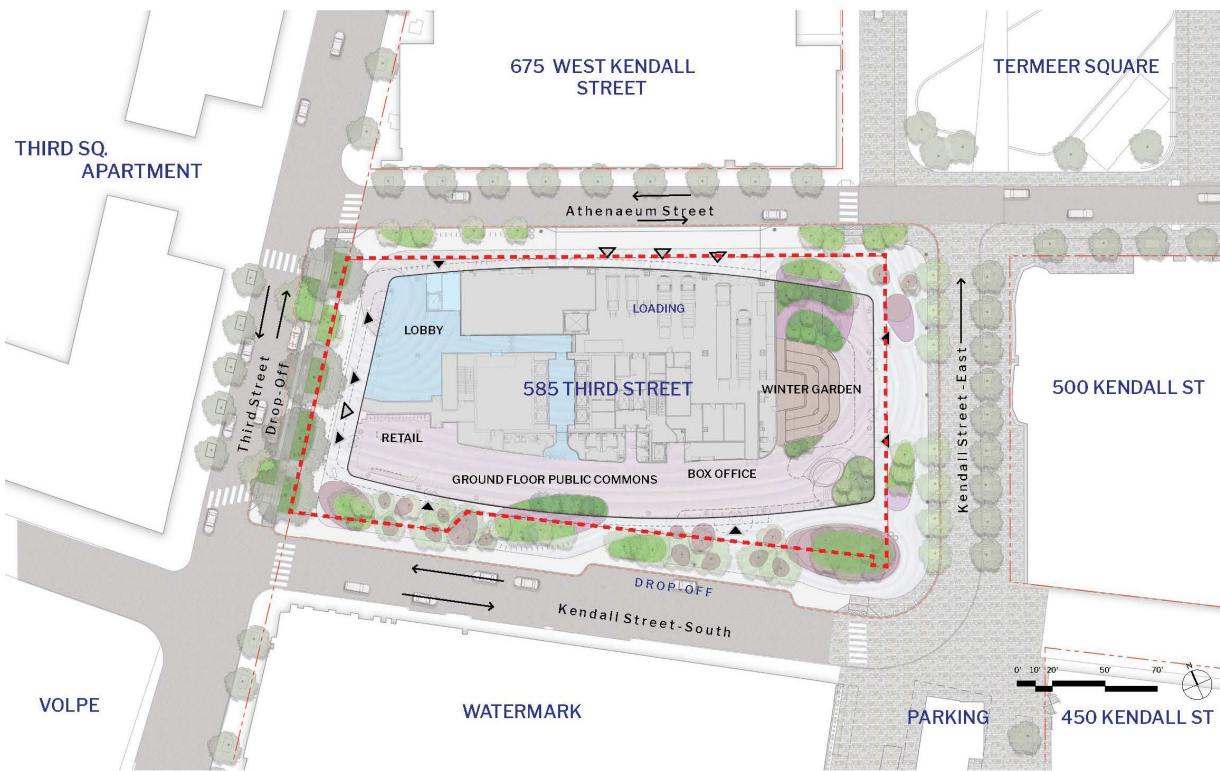 675 WEST KENDALL
STREET
TERMEER SQUARE
THIRD SQ.
APARTMENT
Athenaeum Street
LOADING
LOBBY
Third Street
Drop-Off
585 THIRD STREET
WINTER GARDEN
Kendall Street-East
500 KENDALL ST
RETAIL
BOX OFFICE
GROUND FLOOR PUBLIC COMMONS
DROP-OFF
Kendall Street-South
0' 10' 20' 50' 70'
N
VOLPE
WATERMARK
PARKING
450 KENDALL ST